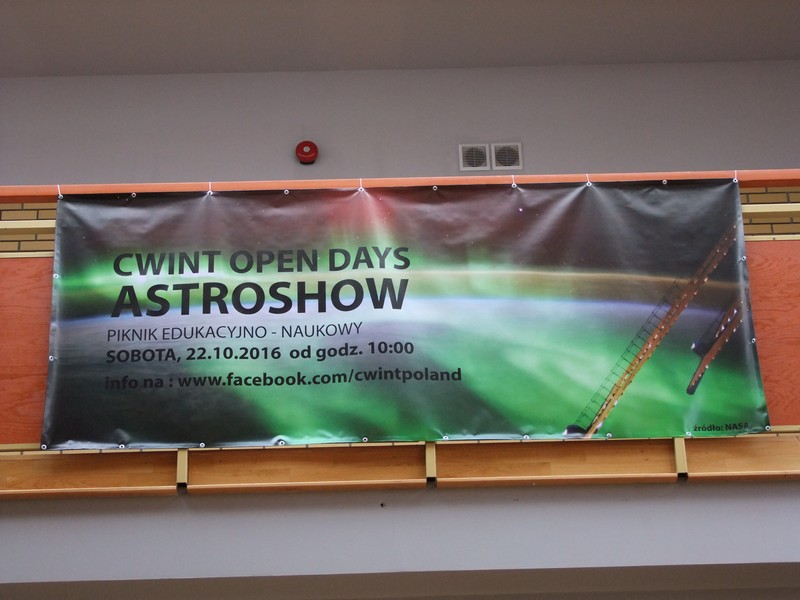 CWINT OPEN DAYS
ASTROSHOW
PIKNIK EDUKACYJNO - NAUKOWY
SOBOTA, 22.10.2016 od godz. 10:00
info na : www.facebook.com/cwintpoland
źródło: NASA